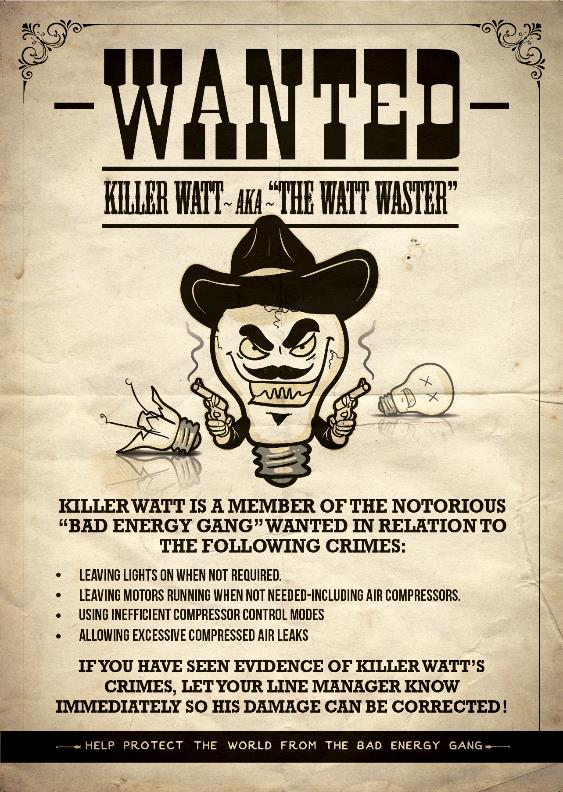 WANTED
KILLER WATT ~ AKA ~ "THE WATT WASTER"
KILLER WATT IS A MEMBER OF THE NOTORIOUS
"BAD ENERGY GANG" WANTED IN RELATION TO
THE FOLLOWING CRIMES:
• LEAVING LIGHTS ON WHEN NOT REQUIRED.
• LEAVING MOTORS RUNNING WHEN NOT NEEDED-INCLUDING AIR COMPRESSORS.
• USING INEFFICIENT COMPRESSOR CONTROL MODES
• ALLOWING EXCESSIVE COMPRESSED AIR LEAKS
IF YOU HAVE SEEN EVIDENCE OF KILLER WATT'S
CRIMES, LET YOUR LINE MANAGER KNOW
IMMEDIATELY SO HIS DAMAGE CAN BE CORRECTED!
HELP PROTECT THE WORLD FROM THE BAD ENERGY GANG